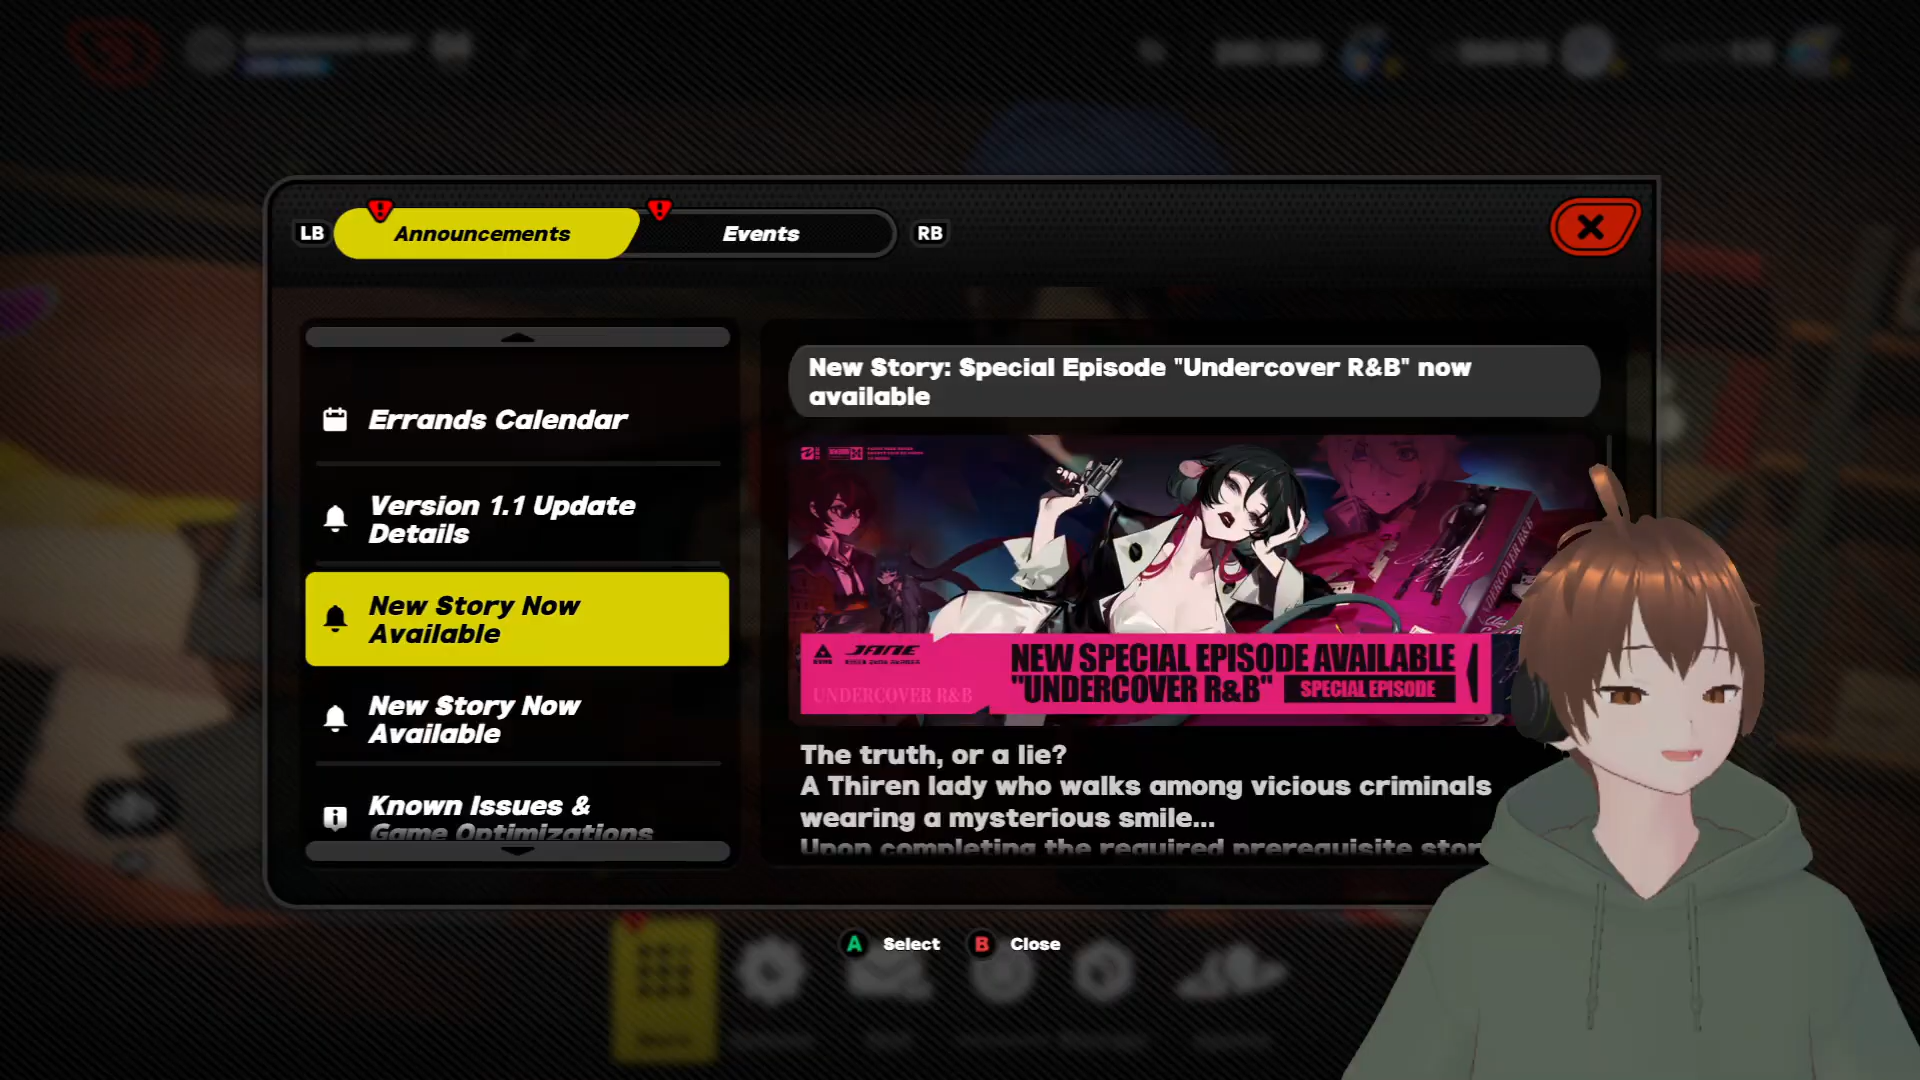 LB
Announcements
Events
RB
Errands Calendar
Version 1.1 Update
Details
New Story Now
Available
New Story Now
Available
Known Issues &
Game Optimizations
New Story: Special Episode "Undercover R&B" now
available
JANE
UNDERCOVER R&B
NEW SPECIAL EPISODE AVAILABLE
"UNDERCOVER R&B"
SPECIAL EPISODE
The truth, or a lie?
A Thiren lady who walks among vicious criminals
wearing a mysterious smile...
Upon completing the required prerequisite stor
A Select
B Close